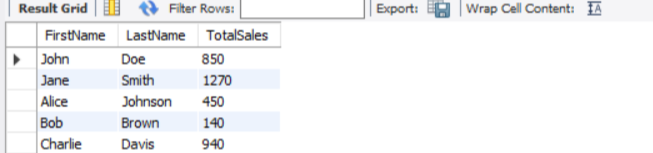 Result Grid Filter Rows: Export: Wrap Cell Content: IA
FirstName LastName TotalSales
John Doe 850
Jane Smith 1270
Alice Johnson 450
Bob Brown 140
Charlie Davis 940